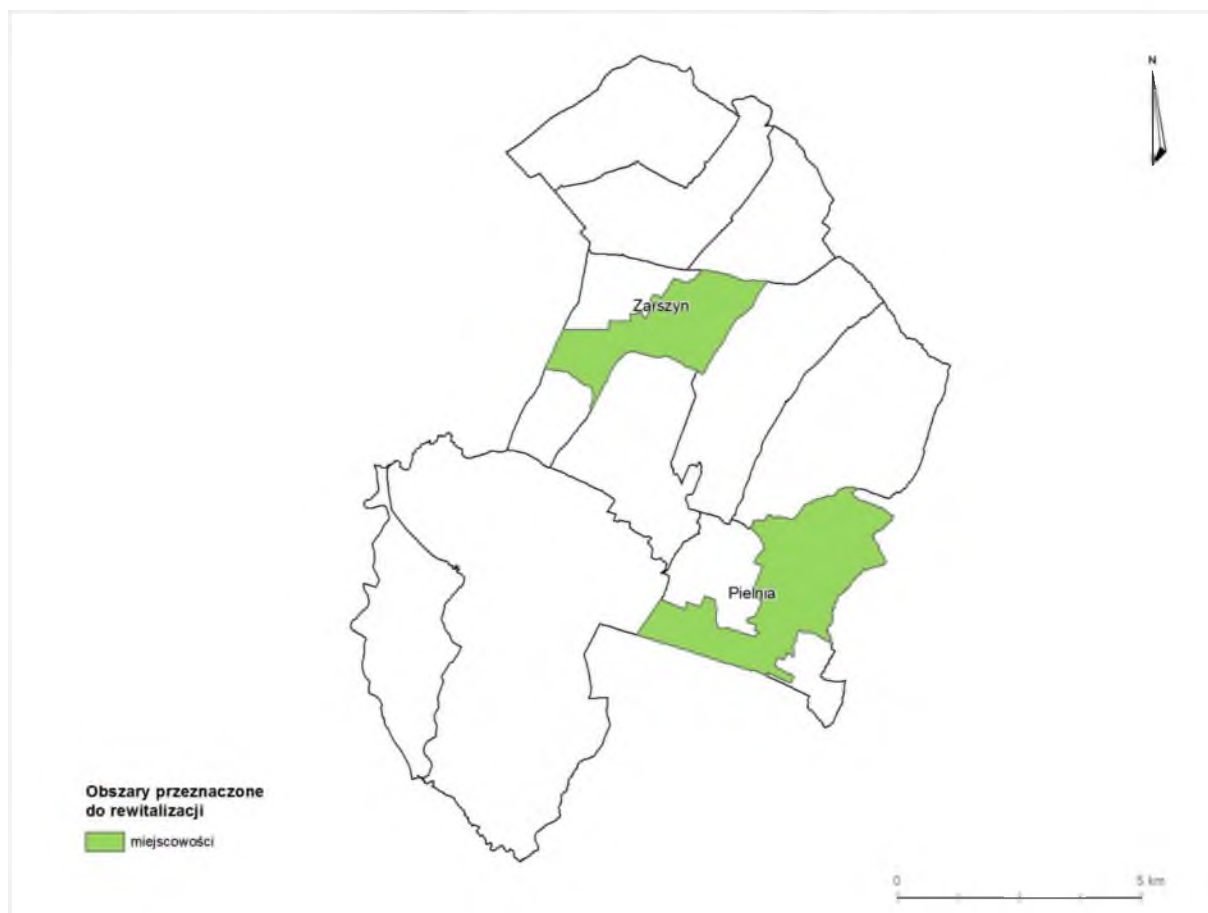 N
Zarszyn
Pielnia
Obszary przeznaczone
do rewitalizacji
miejscowości
0 5 km